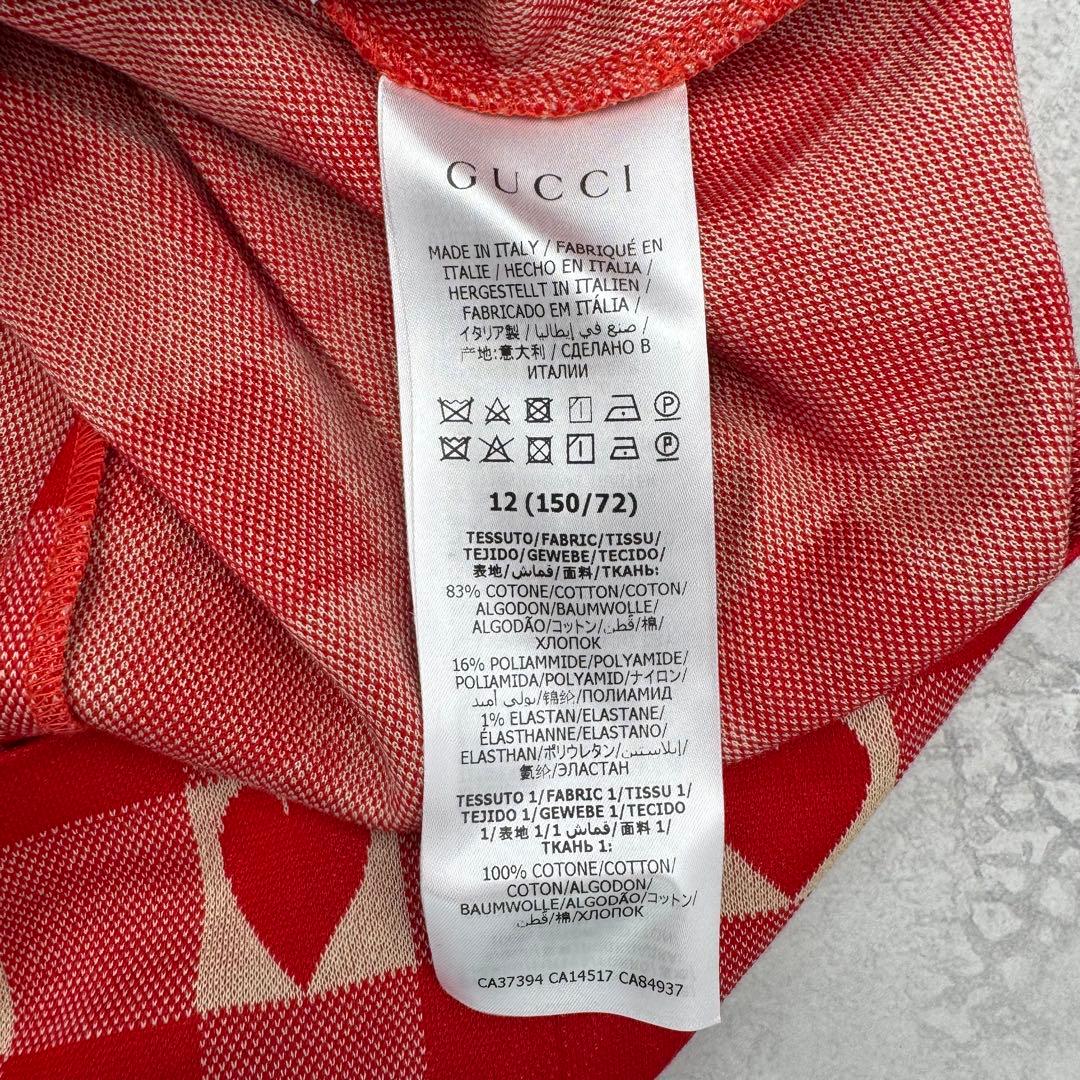 GUCCI
MADE IN ITALY / FABRIQUÉ EN
ITALIE / HECHO EN ITALIA /
HERGESTELLT IN ITALIEN /
FABRICADO EM ITÁLIA /
イタリア製 / صنع في إيطاليا /
产地:意大利 / СДЕЛАНО В
ИТАЛИИ
12 (150/72)
TESSUTO/FABRIC/TISSU/
TEJIDO/GEWEBE/TECIDO/
表地/قماش/面料/ТКАНЬ:
83% COTONE/COTTON/COTON/
ALGODON/BAUMWOLLE/
ALGODÃO/コットン/قطن/棉/
ХЛОПОК
16% POLIAMMIDE/POLYAMIDE/
POLIAMIDA/POLYAMID/ナイロン/
بولي أميد/锦纶/ПОЛИАМИД
1% ELASTAN/ELASTANE/
ÉLASTHANNE/ELASTANO/
ELASTHAN/ポリウレタン/إيلاستين/
氨纶/ЭЛАСТАН
TESSUTO 1/FABRIC 1/TISSU 1/
TEJIDO 1/GEWEBE 1/TECIDO
1/表地 1/قماش 1/面料 1/
ТКАНЬ 1:
100% COTONE/COTTON/
COTON/ALGODON/
BAUMWOLLE/ALGODÃO/コットン/
قطن/棉/ХЛОПОК
CA37394 CA14517 CA84937